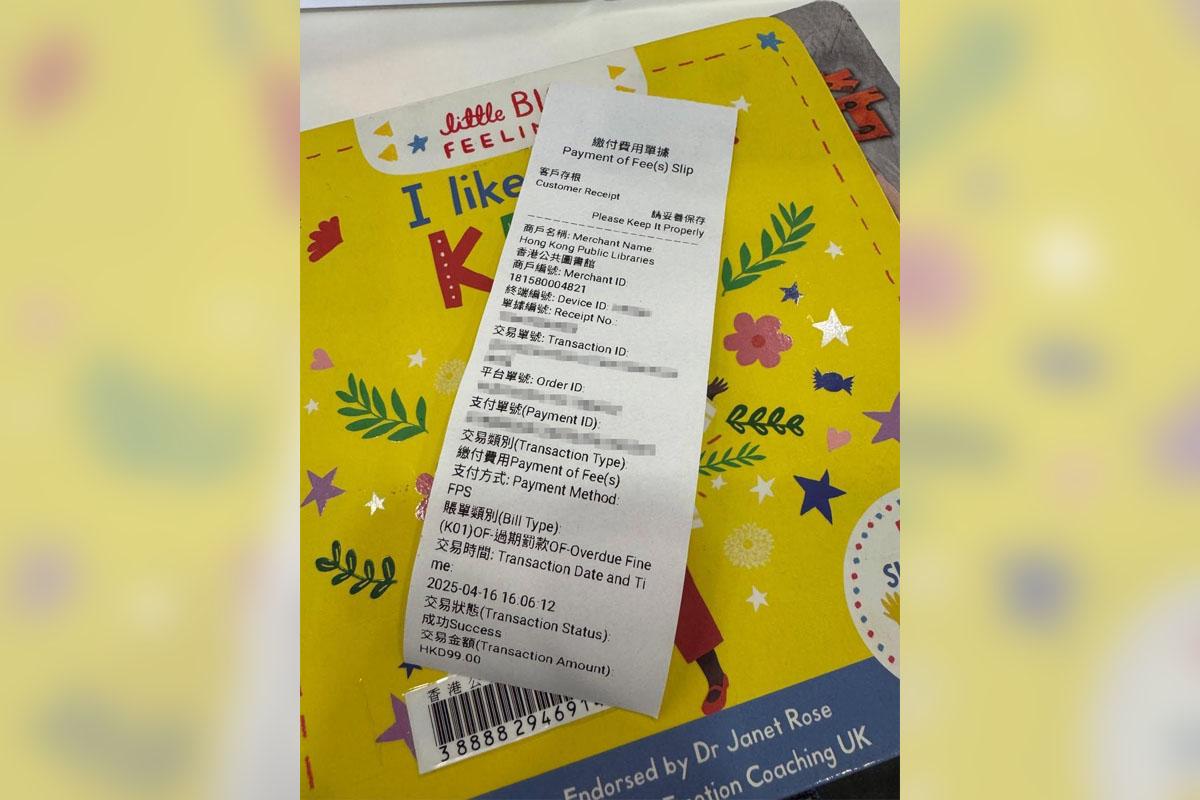 little BI
FEELIN
I like
K
繳付費用單據
Payment of Fee(s) Slip
客戶存根
Customer Receipt
請妥善保存
Please Keep It Properly
商戶名稱: Merchant Name:
Hong Kong Public Libraries
香港公共圖書館
商戶編號: Merchant ID:
181580004821
終端編號: Device ID:
單據編號: Receipt No.:
交易單號: Transaction ID:
平台單號: Order ID:
支付單號(Payment ID):
交易類別(Transaction Type):
繳付費用Payment of Fee(s)
支付方式: Payment Method:
FPS
賬單類別(Bill Type):
(K01)OF-過期罰款OF-Overdue Fine
交易時間: Transaction Date and Ti
me:
2025-04-16 16:06:12
交易狀態(Transaction Status):
成功Success
交易金額(Transaction Amount):
HKD99.00
香港
3 8888 29469
Endorsed by Dr Janet Rose
Emotion Coaching UK